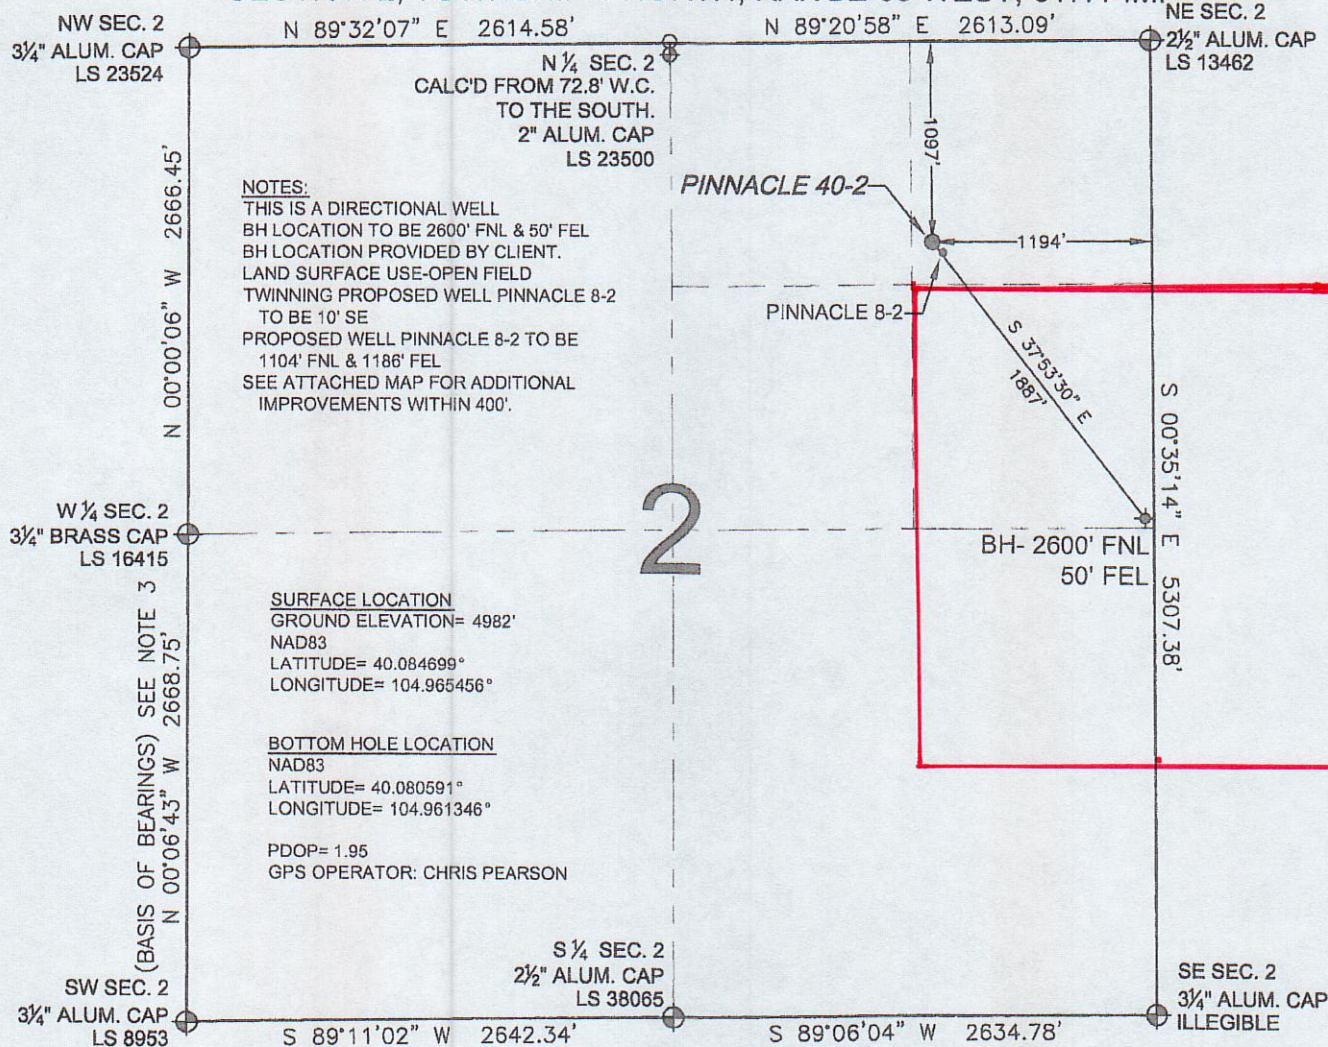 NW SEC. 2
3¼" ALUM. CAP
LS 23524
N 89°32'07" E 2614.58'
N 89°20'58" E 2613.09'
NE SEC. 2
2½" ALUM. CAP
LS 13462
N ¼ SEC. 2
CALC'D FROM 72.8' W.C.
TO THE SOUTH.
2" ALUM. CAP
LS 23500
1097'
PINNACLE 40-2
1194'
PINNACLE 8-2
S 37°53'30" E
1887'
NOTES:
THIS IS A DIRECTIONAL WELL
BH LOCATION TO BE 2600' FNL & 50' FEL
BH LOCATION PROVIDED BY CLIENT.
LAND SURFACE USE-OPEN FIELD
TWINNING PROPOSED WELL PINNACLE 8-2
TO BE 10' SE
PROPOSED WELL PINNACLE 8-2 TO BE
1104' FNL & 1186' FEL
SEE ATTACHED MAP FOR ADDITIONAL
IMPROVEMENTS WITHIN 400'.
N 00°00'06" W 2666.45'
S 00°35'14" E 5307.38'
W ¼ SEC. 2
3¼" BRASS CAP
LS 16415
2
BH- 2600' FNL
50' FEL
SURFACE LOCATION
GROUND ELEVATION= 4982'
NAD83
LATITUDE= 40.084699°
LONGITUDE= 104.965456°
BOTTOM HOLE LOCATION
NAD83
LATITUDE= 40.080591°
LONGITUDE= 104.961346°
PDOP= 1.95
GPS OPERATOR: CHRIS PEARSON
(BASIS OF BEARINGS) SEE NOTE 3
N 00°06'43" W 2668.75'
SW SEC. 2
3¼" ALUM. CAP
LS 8953
S 89°11'02" W 2642.34'
S ¼ SEC. 2
2½" ALUM. CAP
LS 38065
S 89°06'04" W 2634.78'
SE SEC. 2
3¼" ALUM. CAP
ILLEGIBLE